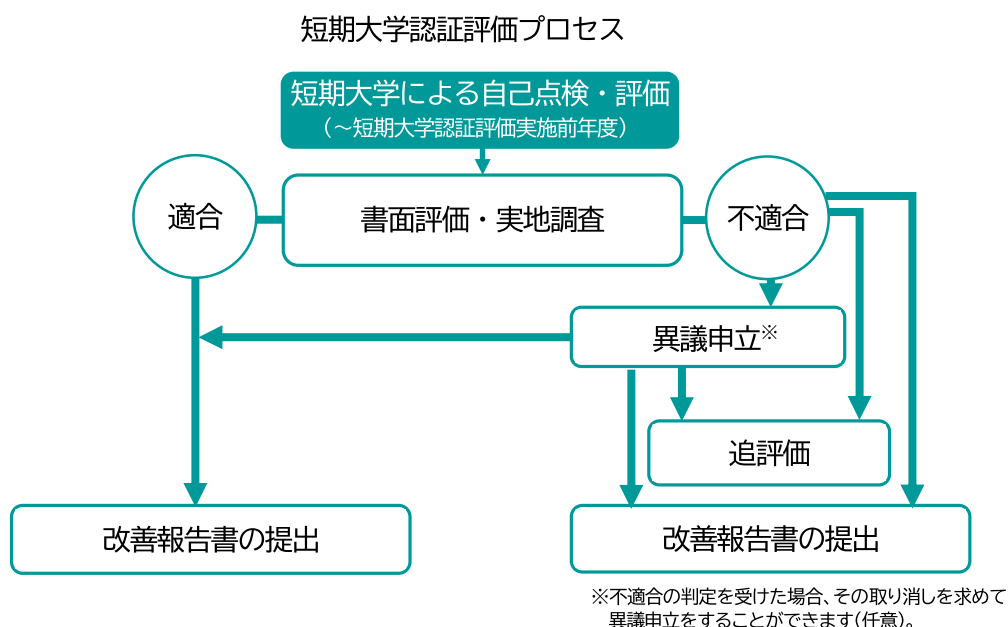 短期大学認証評価プロセス
短期大学による自己点検・評価
（～短期大学認証評価実施前年度）
適合
書面評価・実地調査
不適合
異議申立※
追評価
改善報告書の提出
改善報告書の提出
※不適合の判定を受けた場合、その取り消しを求めて
異議申立をすることができます(任意)。